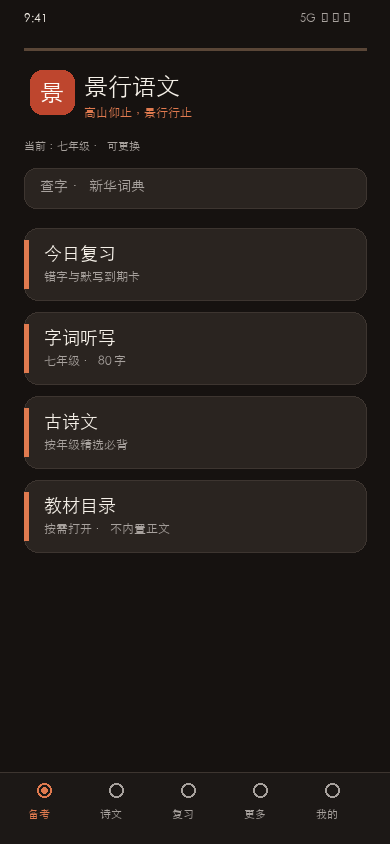 9:41 5G
景 景行语文
高山仰止，景行行止
当前：七年级 · 可更换
查字 · 新华词典
今日复习
错字与默写到期卡
字词听写
七年级 · 80 字
古诗文
按年级精选必背
教材目录
按需打开 · 不内置正文
备考 诗文 复习 更多 我的